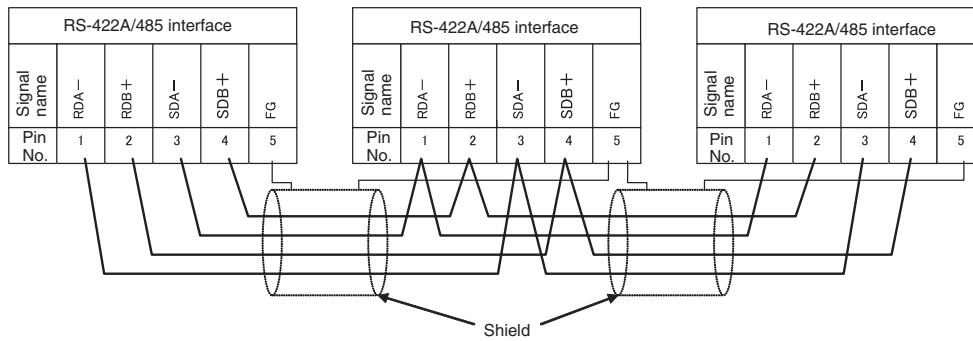 RS-422A/485 interface
Signal name
RDA−
RDB+
SDA−
SDB+
FG
Pin No.
1
2
3
4
5
RS-422A/485 interface
Signal name
RDA−
RDB+
SDA−
SDB+
FG
Pin No.
1
2
3
4
5
RS-422A/485 interface
Signal name
RDA−
RDB+
SDA−
SDB+
FG
Pin No.
1
2
3
4
5
Shield